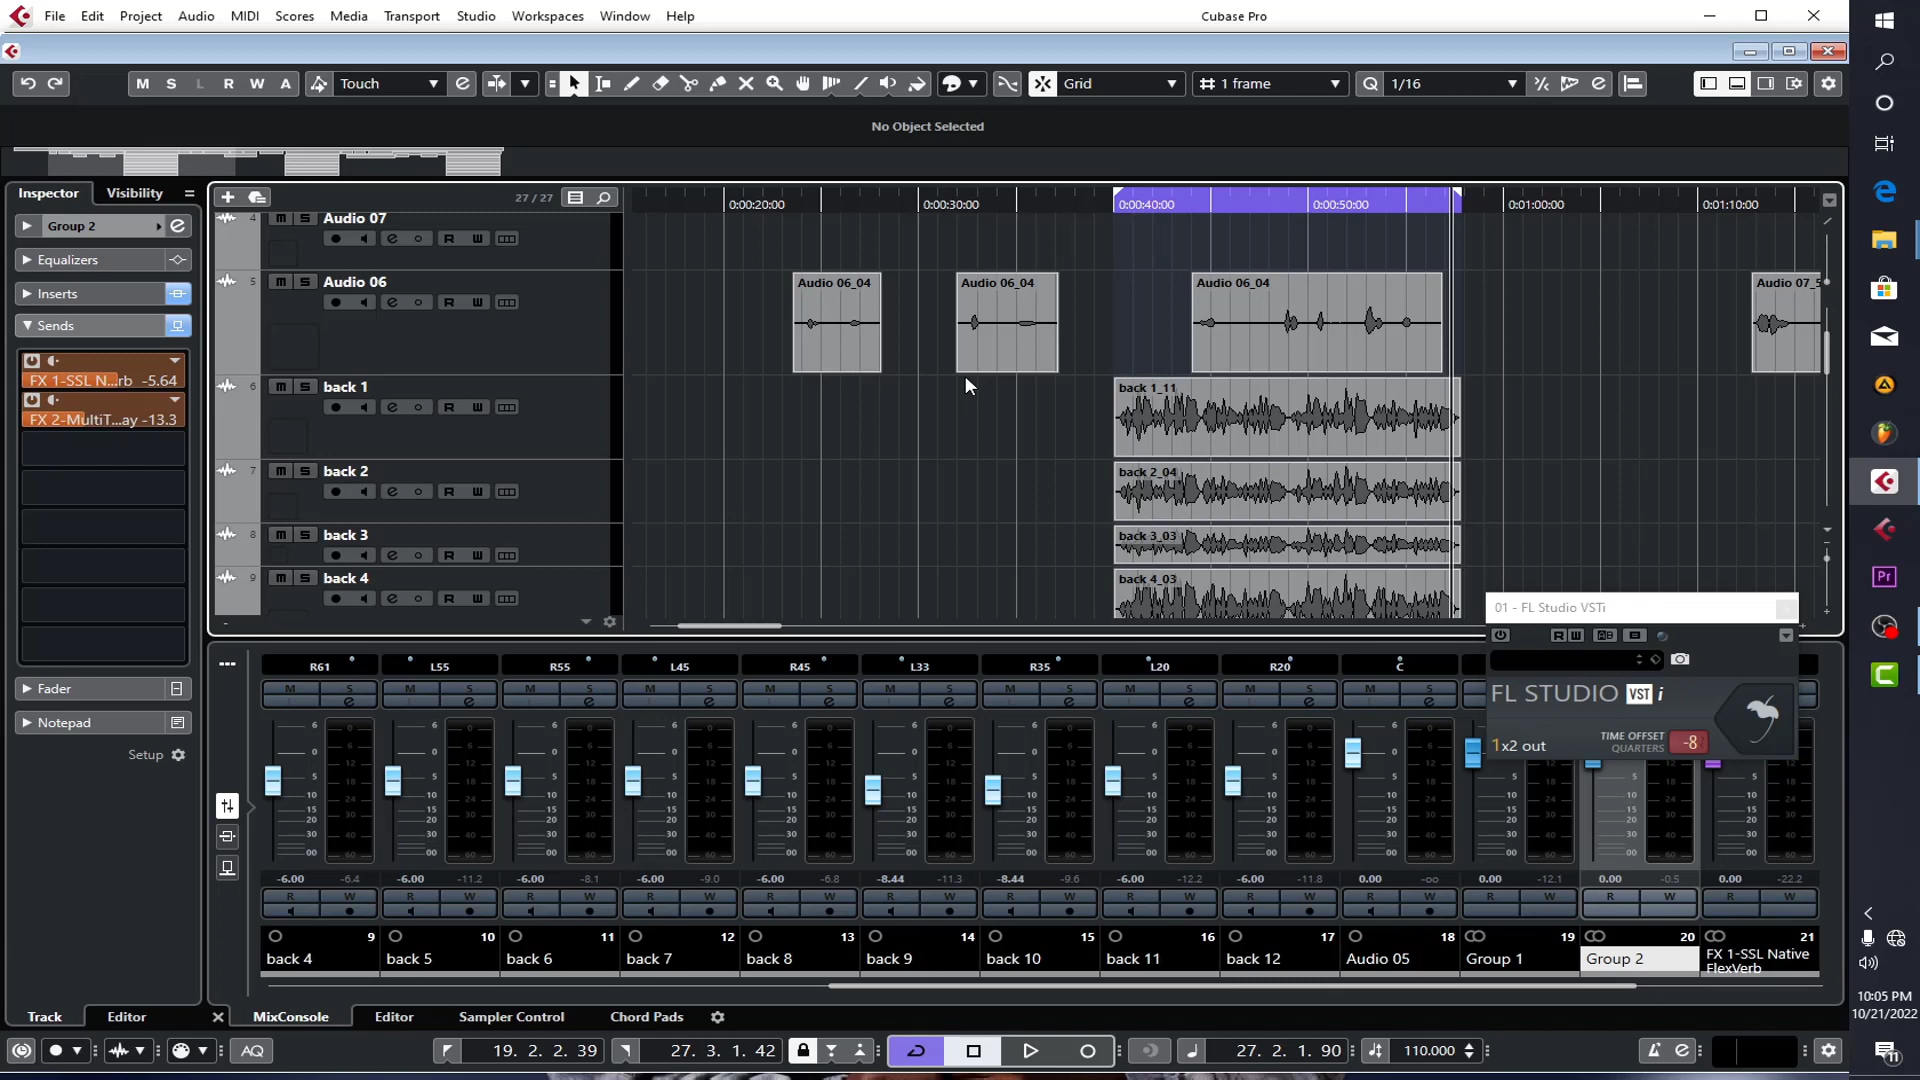 File Edit Project Audio MIDI Scores Media Transport Studio Workspaces Window Help Cubase Pro
M S L R W A Touch Grid 1 frame Q 1/16
No Object Selected
Inspector Visibility 27 / 27 0:00:20:00 0:00:30:00 0:00:40:00 0:00:50:00 0:01:00:00 0:01:10:00
Group 2
Equalizers
Inserts
Sends
FX 1-SSL N...rb -5.64
FX 2-MultiT...ay -13.3
Fader
Notepad
Setup
4 m S Audio 07
R W
5 m S Audio 06 Audio 06_04 Audio 06_04 Audio 06_04 Audio 07_5
R W
6 m S back 1 back 1_11
R W
7 m S back 2 back 2_04
R W
8 m S back 3 back 3_03
R W
9 m S back 4 back 4_03
R W
01 - FL Studio VSTi
R W
FL STUDIO VST i
1x2 out TIME OFFSET QUARTERS -8
R61 L55 R55 L45 R45 L33 R35 L20 R20 C
M S M S M S M S M S M S M S M S M S M S
-6.00 -6.4 -6.00 -11.2 -6.00 -8.1 -6.00 -9.0 -6.00 -6.8 -8.44 -11.3 -8.44 -9.6 -6.00 -12.2 -6.00 -11.8 0.00 -oo 0.00 -12.1 0.00 -0.5 0.00 -22.2
R W R W R W R W R W R W R W R W R W R W R W R W R W
9 10 11 12 13 14 15 16 17 18 19 20 21
back 4 back 5 back 6 back 7 back 8 back 9 back 10 back 11 back 12 Audio 05 Group 1 Group 2 FX 1-SSL Native
FlexVerb
Track Editor MixConsole Editor Sampler Control Chord Pads
AQ 19. 2. 2. 39 27. 3. 1. 42 27. 2. 1. 90 110.000
Pr
10:05 PM
10/21/2022
11